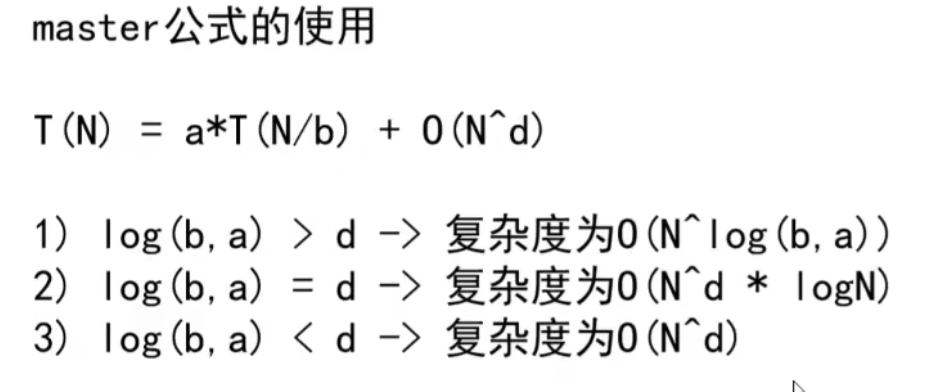 master公式的使用
T(N) = a*T(N/b) + O(N^d)
1) log(b,a) > d -> 复杂度为O(N^log(b,a))
2) log(b,a) = d -> 复杂度为O(N^d * logN)
3) log(b,a) < d -> 复杂度为O(N^d)